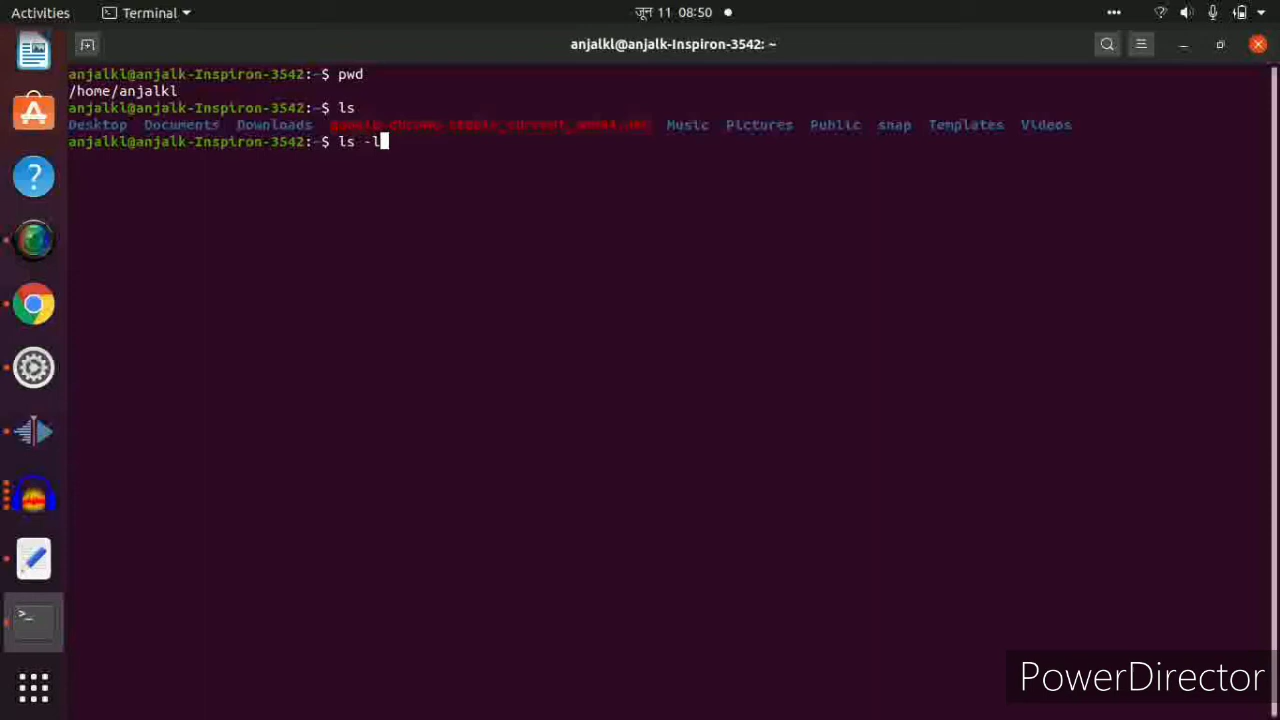 Activities Terminal जून 11 08:50
anjalkl@anjalk-Inspiron-3542: ~
anjalkl@anjalk-Inspiron-3542:~$ pwd
/home/anjalkl
anjalkl@anjalk-Inspiron-3542:~$ ls
Desktop Documents Downloads Music Pictures Public snap Templates Videos
anjalkl@anjalk-Inspiron-3542:~$ ls -l
PowerDirector